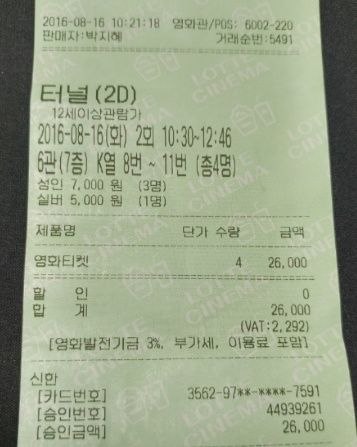 2016-08-16 10:21:18 영화관/POS: 6002-220
판매자:박지혜 거래순번:5491
터널(2D)
12세이상관람가
2016-08-16(화) 2회 10:30~12:46
6관(7층) K열 8번 ~ 11번 (총4명)
성인 7,000 원 (3명)
실버 5,000 원 (1명)
제품명 단가 수량 금액
영화티켓 4 26,000
할 인 0
합 계 26,000
(VAT:2,292)
[영화발전기금 3%, 부가세, 이용료 포함]
신한
[카드번호] 3562-97**-****-7591
[승인번호] 44939261
[승인금액] 26,000
LOTTE CINEMA